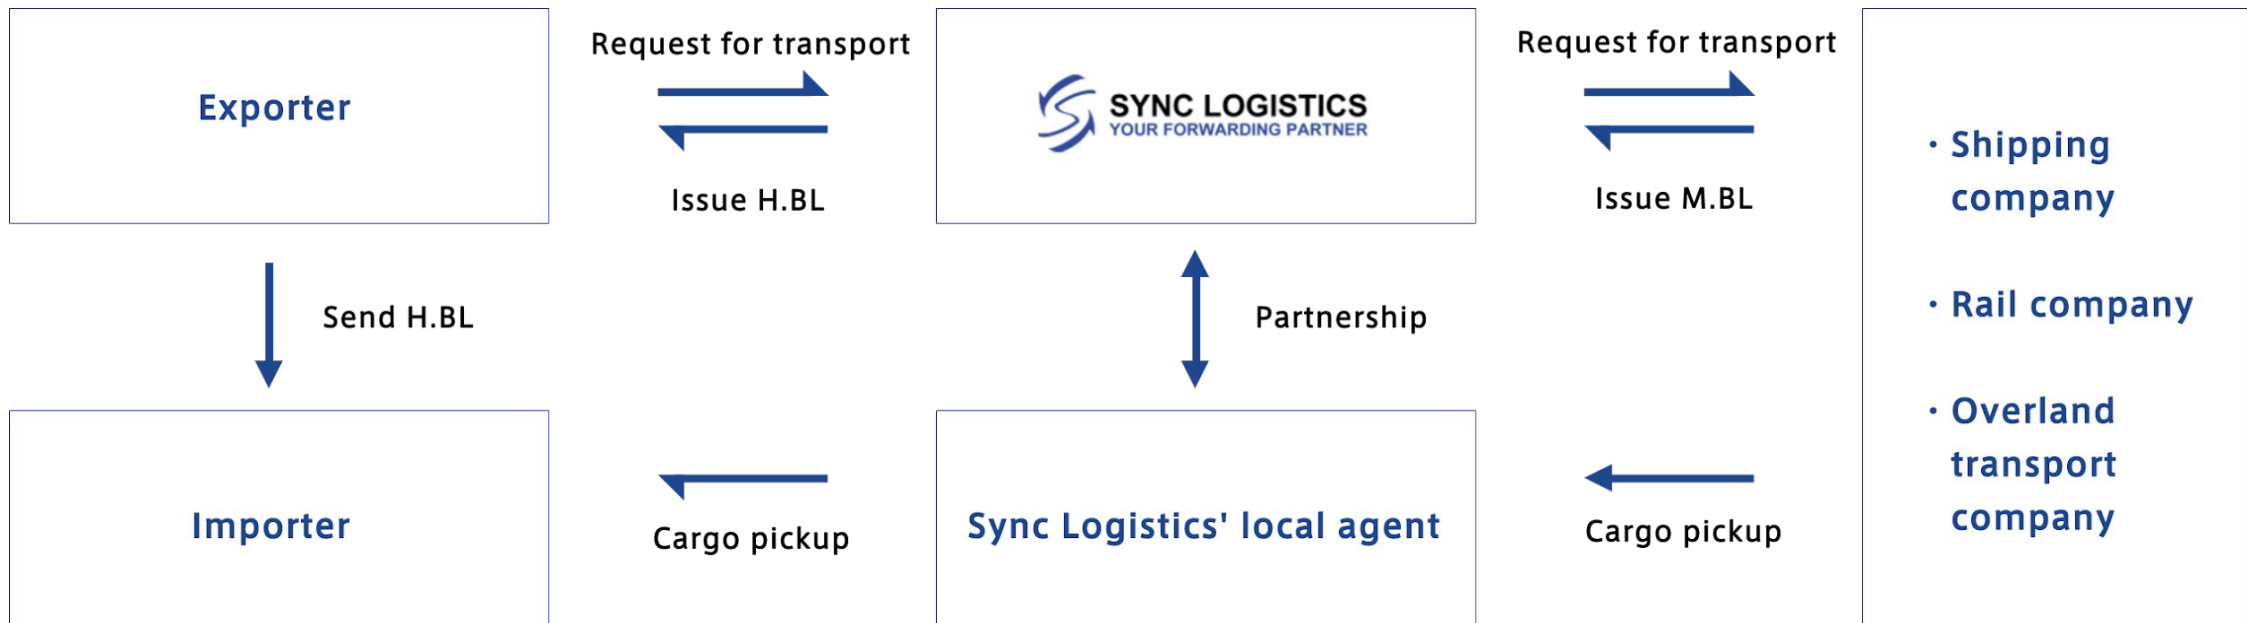 Request for transport
Request for transport
Exporter
SYNC LOGISTICS
YOUR FORWARDING PARTNER
Issue H.BL
Issue M.BL
· Shipping
company
· Rail company
· Overland
transport
company
Send H.BL
Partnership
Importer
Cargo pickup
Sync Logistics' local agent
Cargo pickup